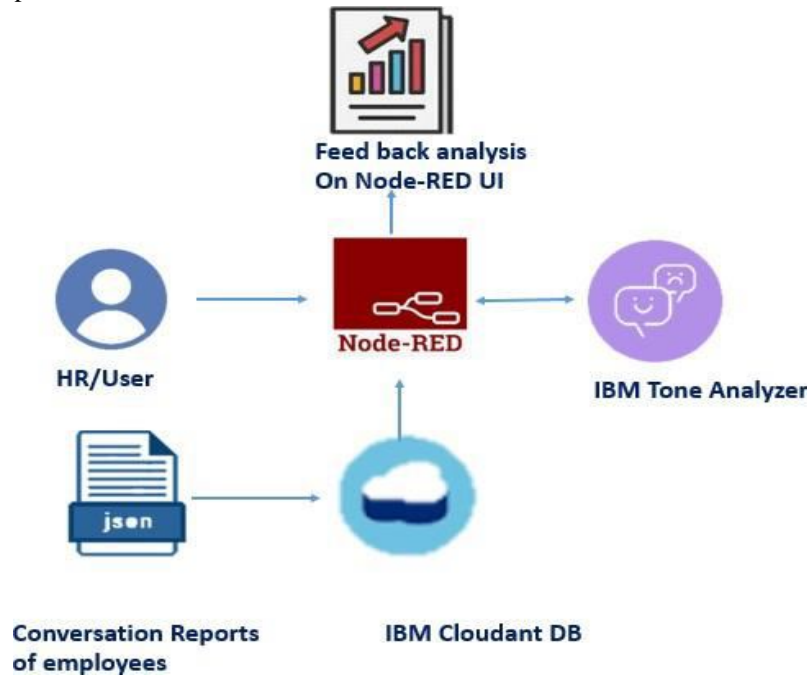 Feed back analysis
On Node-RED UI
Node-RED
HR/User
IBM Tone Analyzer
json
Conversation Reports
of employees
IBM Cloudant DB